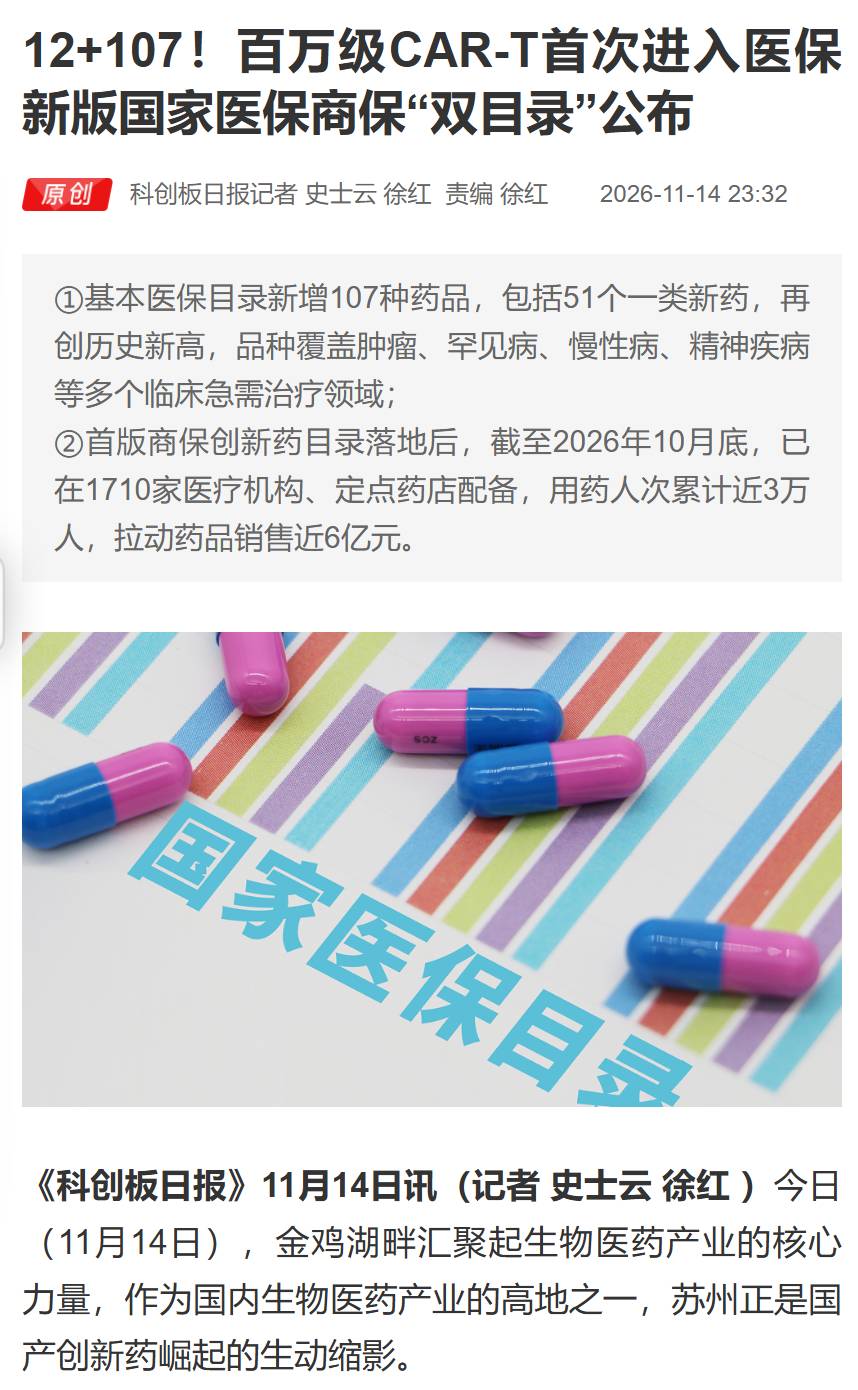 12+107！百万级CAR-T首次进入医保
新版国家医保商保“双目录”公布
原创 科创板日报记者 史士云 徐红 责编 徐红 2026-11-14 23:32
①基本医保目录新增107种药品，包括51个一类新药，再
创历史新高，品种覆盖肿瘤、罕见病、慢性病、精神疾病
等多个临床急需治疗领域；
②首版商保创新药目录落地后，截至2026年10月底，已
在1710家医疗机构、定点药店配备，用药人次累计近3万
人，拉动药品销售近6亿元。
ZCS
国家医保目录
《科创板日报》11月14日讯（记者 史士云 徐红 ）今日
（11月14日），金鸡湖畔汇聚起生物医药产业的核心
力量，作为国内生物医药产业的高地之一，苏州正是国
产创新药崛起的生动缩影。